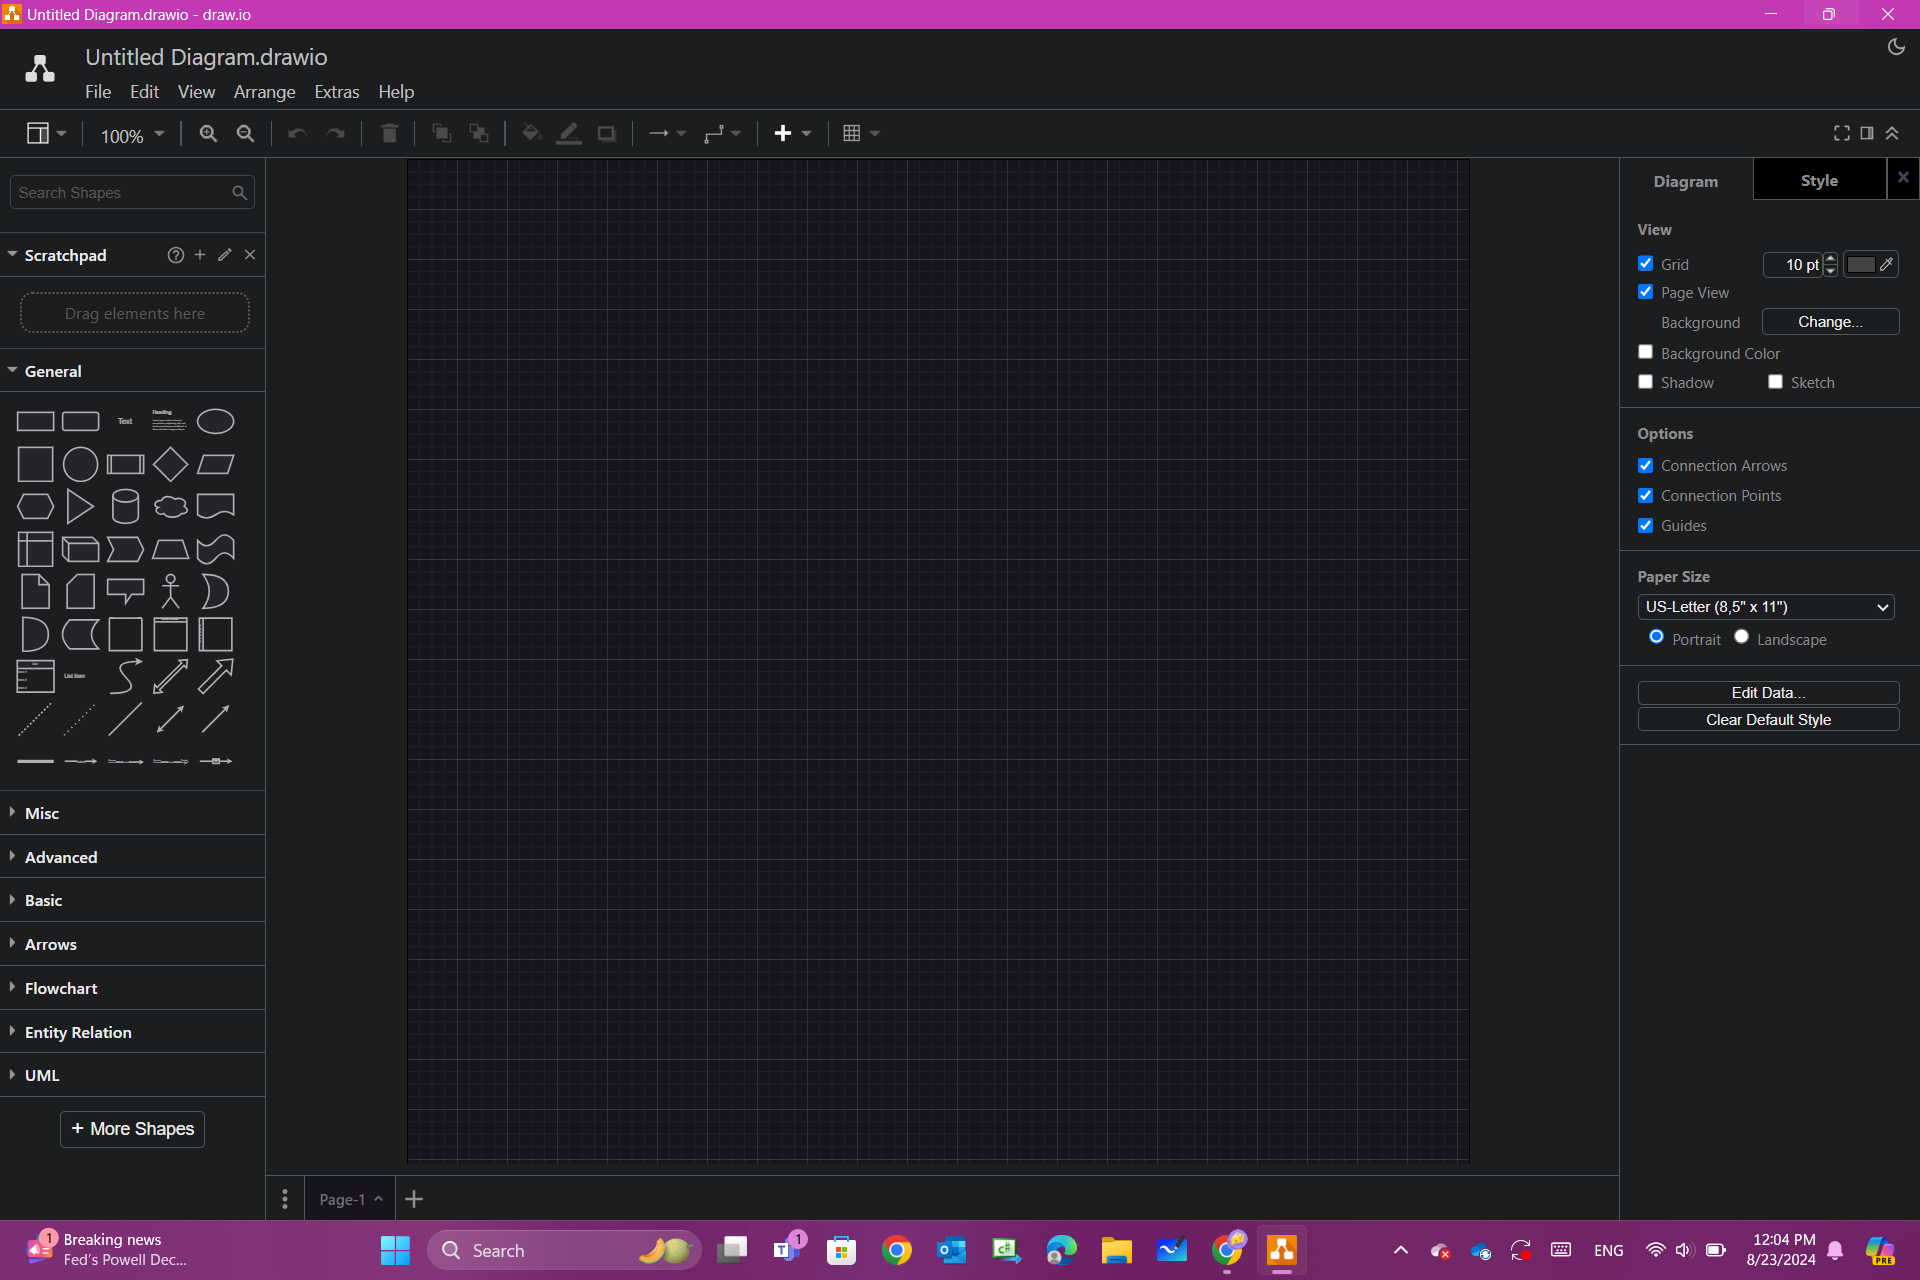 Untitled Diagram.drawio - draw.io
Untitled Diagram.drawio
File Edit View Arrange Extras Help
100%
Search Shapes
Scratchpad
Drag elements here
General
Text
Heading
List Item
Misc
Advanced
Basic
Arrows
Flowchart
Entity Relation
UML
+ More Shapes
Page-1
Diagram
Style
View
Grid
10 pt
Page View
Background
Change...
Background Color
Shadow
Sketch
Options
Connection Arrows
Connection Points
Guides
Paper Size
US-Letter (8,5" x 11")
Portrait
Landscape
Edit Data...
Clear Default Style
1
Breaking news
Fed's Powell Dec...
Search
1
ENG
12:04 PM
8/23/2024
PRE